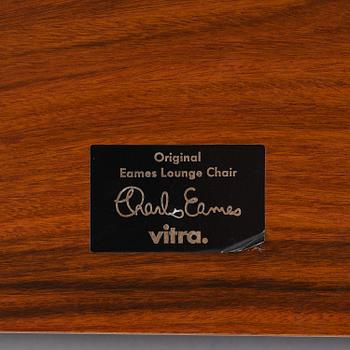 Original
Eames Lounge Chair
Charles Eames
vitra.